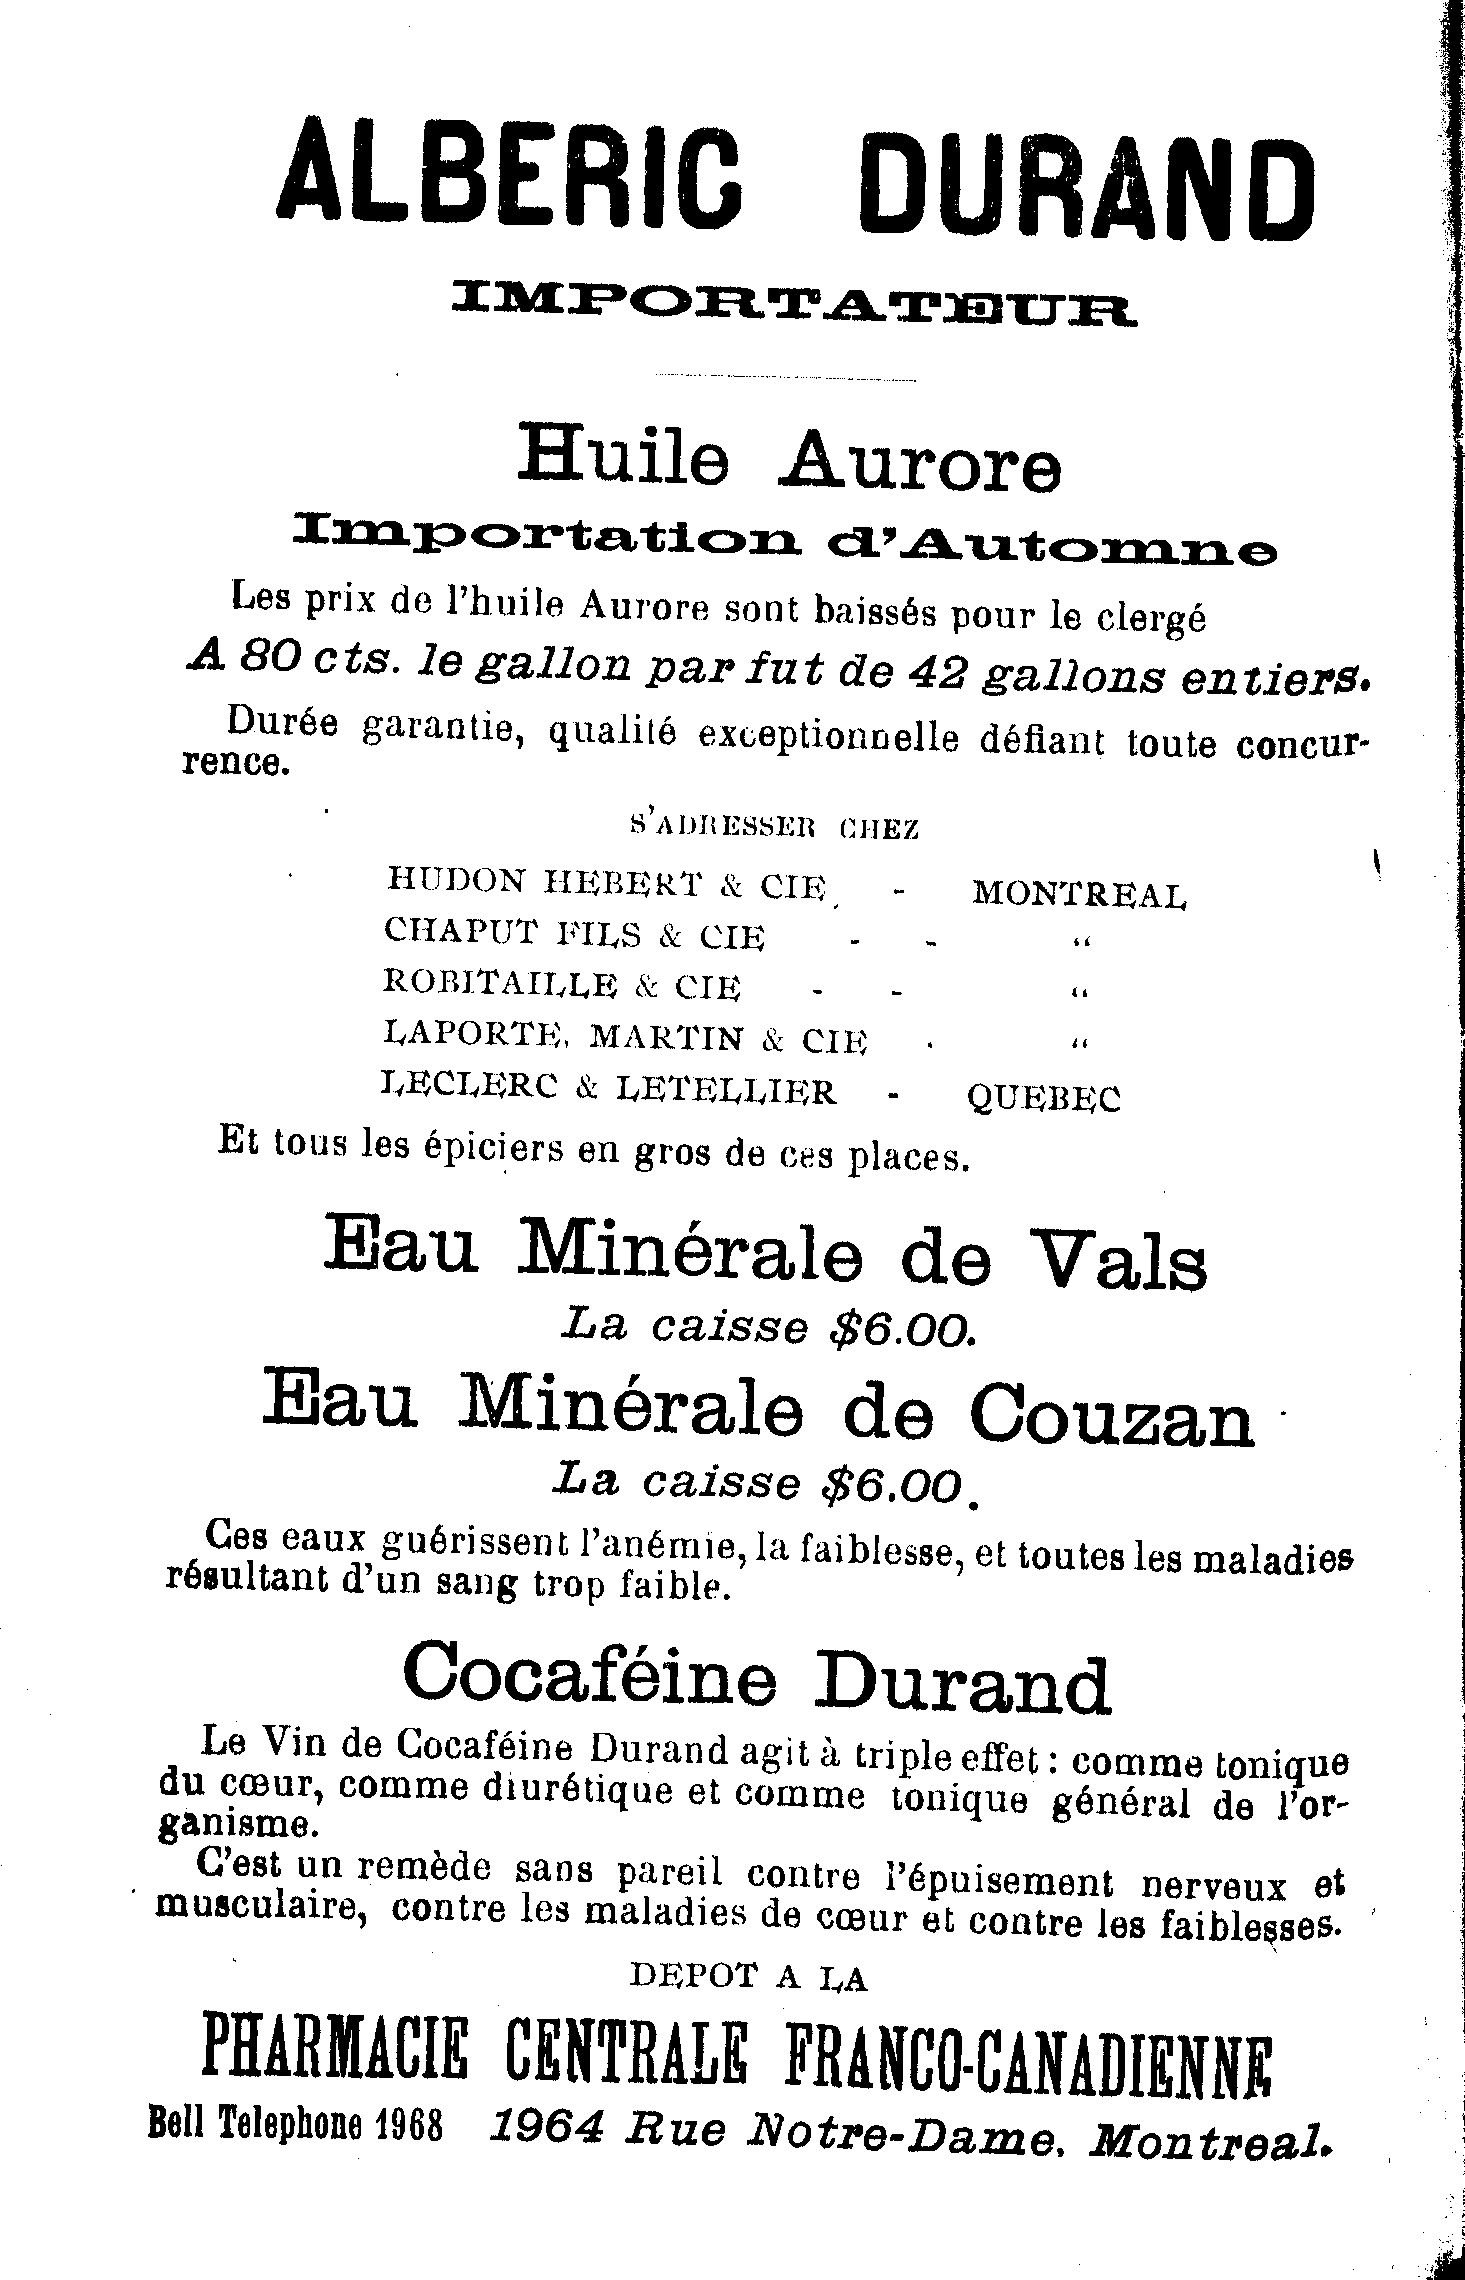 ALBERIC DURAND
IMPORTATEUR
Huile Aurore
Importation d'Automne
Les prix de l'huile Aurore sont baissés pour le clergé
A 80 cts. le gallon par fut de 42 gallons entiers.
Durée garantie, qualité exceptionnelle défiant toute concur-
rence.
S'ADRESSER CHEZ
HUDON HEBERT & CIE. - MONTREAL
CHAPUT FILS & CIE - - "
ROBITAILLE & CIE - - "
LAPORTE, MARTIN & CIE - "
LECLERC & LETELLIER - QUEBEC
Et tous les épiciers en gros de ces places.
Eau Minérale de Vals
La caisse $6.00.
Eau Minérale de Couzan
La caisse $6.00.
Ces eaux guérissent l'anémie, la faiblesse, et toutes les maladies
résultant d'un sang trop faible.
Cocaféine Durand
Le Vin de Cocaféine Durand agit à triple effet : comme tonique
du cœur, comme diurétique et comme tonique général de l'or-
ganisme.
C'est un remède sans pareil contre l'épuisement nerveux et
musculaire, contre les maladies de cœur et contre les faiblesses.
DEPOT A LA
PHARMACIE CENTRALE FRANCO-CANADIENNE
Bell Telephone 1968 1964 Rue Notre-Dame. Montreal.